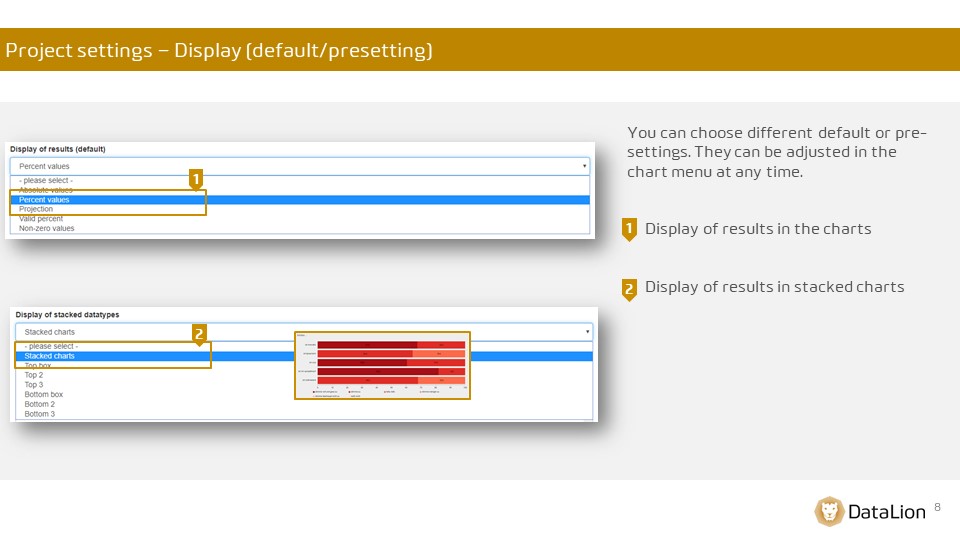 Project settings – Display (default/presetting)
Display of results (default)
Percent values
- please select -
Absolute values
Percent values
Projection
Valid percent
Non-zero values
1
Display of stacked datatypes
Stacked charts
- please select -
Stacked charts
Top box
Top 2
Top 3
Bottom box
Bottom 2
Bottom 3
2
You can choose different default or pre-
settings. They can be adjusted in the
chart menu at any time.
1 Display of results in the charts
2 Display of results in stacked charts
DataLion
8